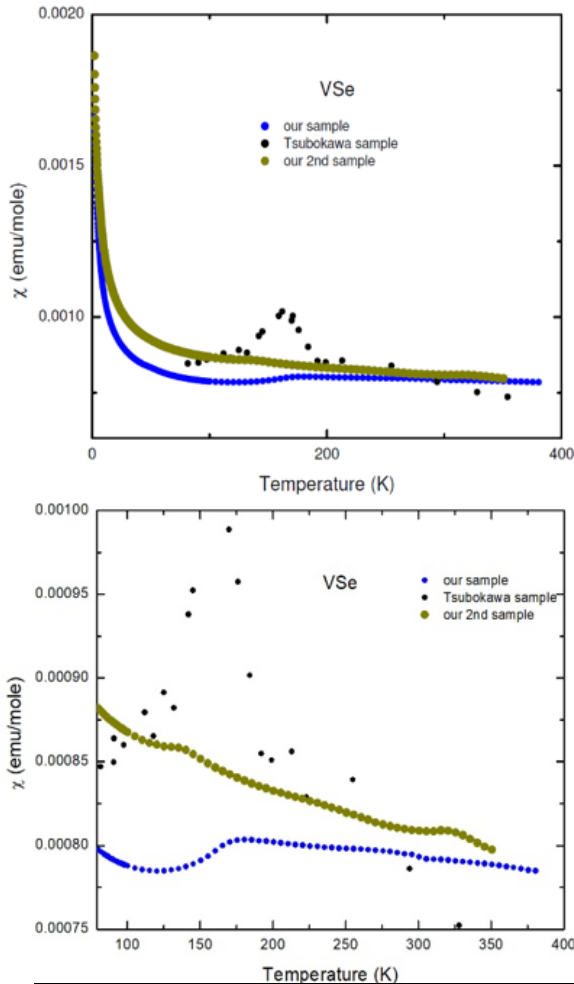 0.0020
0.0015
0.0010
0
200
400
χ (emu/mole)
Temperature (K)
VSe
our sample
Tsubokawa sample
our 2nd sample
0.00100
0.00095
0.00090
0.00085
0.00080
0.00075
100
150
200
250
300
350
400
χ (emu/mole)
Temperature (K)
VSe
our sample
Tsubokawa sample
our 2nd sample